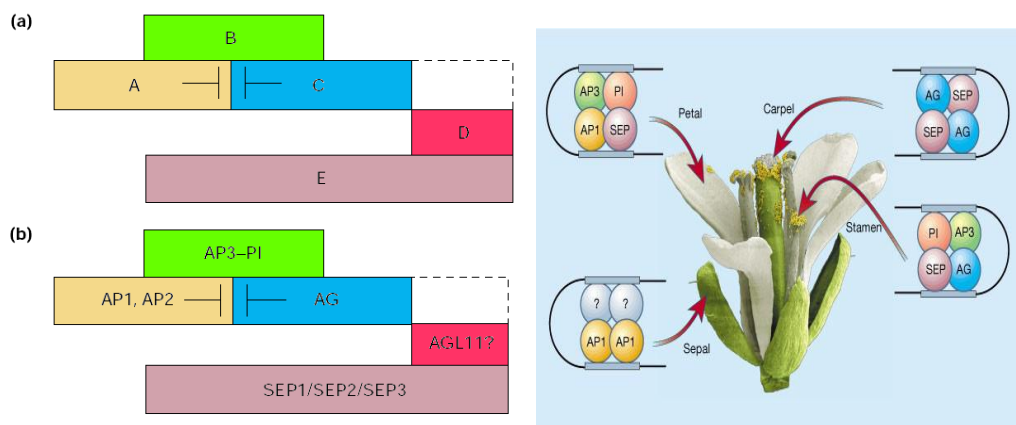 (a)
B
A
C
D
E
(b)
AP3–PI
AP1, AP2
AG
AGL11?
SEP1/SEP2/SEP3
AP3 PI
AP1 SEP
Petal
Carpel
AG SEP
SEP AG
Stamen
PI AP3
SEP AG
? ?
AP1 AP1
Sepal